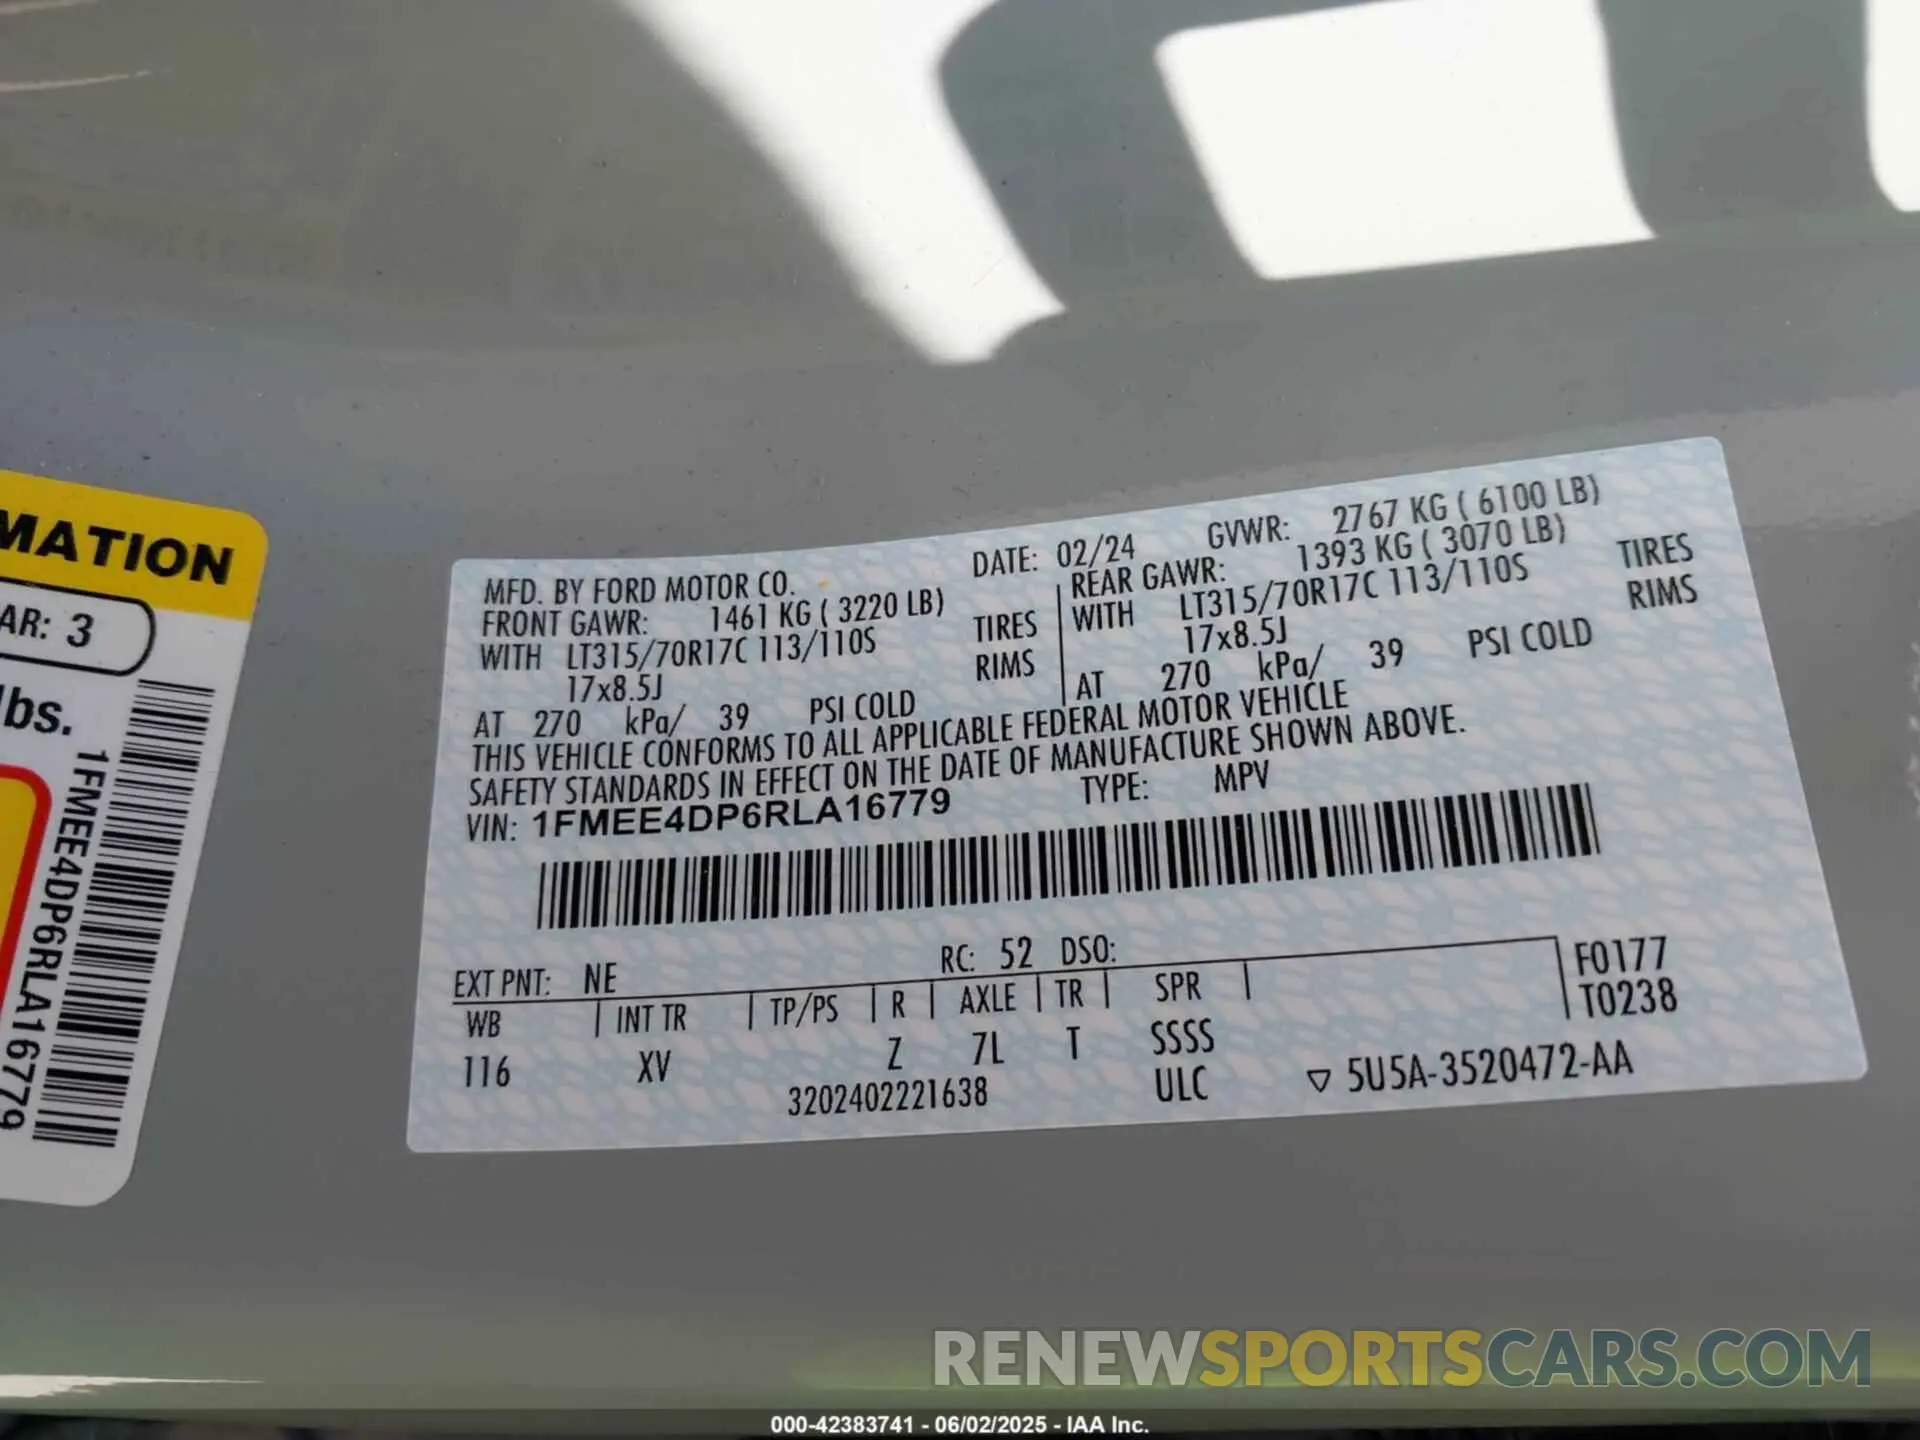 MATION
AR: 3
lbs.
1FMEE4DP6RLA16779
MFD. BY FORD MOTOR CO.
DATE: 02/24
GVWR: 2767 KG ( 6100 LB)
FRONT GAWR: 1461 KG ( 3220 LB)
WITH LT315/70R17C 113/110S TIRES
17x8.5J RIMS
AT 270 kPa/ 39 PSI COLD
REAR GAWR: 1393 KG ( 3070 LB)
WITH LT315/70R17C 113/110S TIRES
17x8.5J RIMS
AT 270 kPa/ 39 PSI COLD
THIS VEHICLE CONFORMS TO ALL APPLICABLE FEDERAL MOTOR VEHICLE
SAFETY STANDARDS IN EFFECT ON THE DATE OF MANUFACTURE SHOWN ABOVE.
VIN: 1FMEE4DP6RLA16779
TYPE: MPV
EXT PNT: NE RC: 52 DSO:
WB INT TR TP/PS R AXLE TR SPR
116 XV Z 7L T SSSS
3202402221638 ULC
F0177
T0238
▽ 5U5A-3520472-AA
RENEWSPORTSCARS.COM
000-42383741 - 06/02/2025 - IAA Inc.